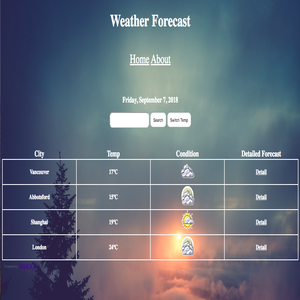 Weather Forecast
Home About
Friday, September 7, 2018
Search Switch Temp
City Temp Condition Detailed Forecast
Vancouver 17°C Detail
Abbotsford 15°C Detail
Shanghai 19°C Detail
London 24°C Detail